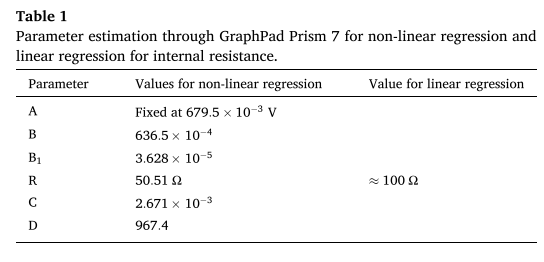 Table 1
Parameter estimation through GraphPad Prism 7 for non-linear regression and
linear regression for internal resistance.
Parameter Values for non-linear regression Value for linear regression
A Fixed at 679.5 × 10⁻³ V
B 636.5 × 10⁻⁴
B₁ 3.628 × 10⁻⁵
R 50.51 Ω ≈ 100 Ω
C 2.671 × 10⁻³
D 967.4